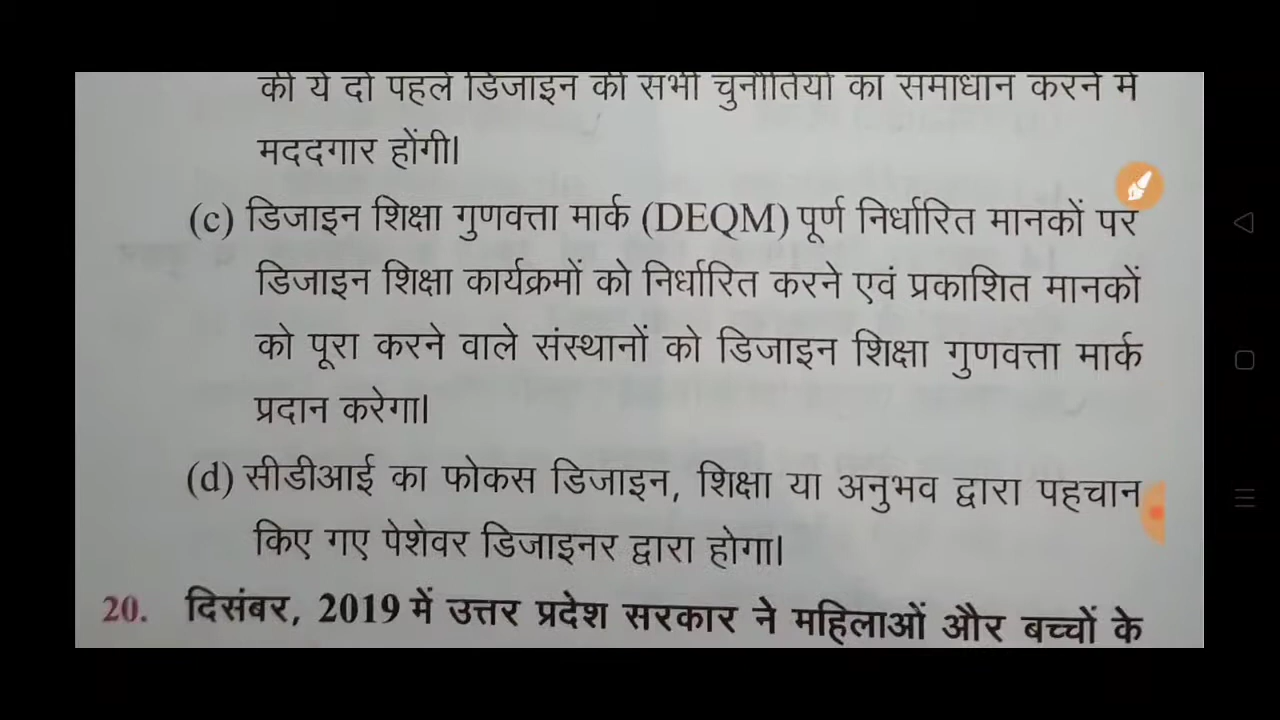 की ये दो पहलें डिजाइन की सभी चुनौतियों का समाधान करने में
मददगार होंगी।
(c) डिजाइन शिक्षा गुणवत्ता मार्क (DEQM) पूर्ण निर्धारित मानकों पर
डिजाइन शिक्षा कार्यक्रमों को निर्धारित करने एवं प्रकाशित मानकों
को पूरा करने वाले संस्थानों को डिजाइन शिक्षा गुणवत्ता मार्क
प्रदान करेगा।
(d) सीडीआई का फोकस डिजाइन, शिक्षा या अनुभव द्वारा पहचान
किए गए पेशेवर डिजाइनर द्वारा होगा।
20. दिसंबर, 2019 में उत्तर प्रदेश सरकार ने महिलाओं और बच्चों के